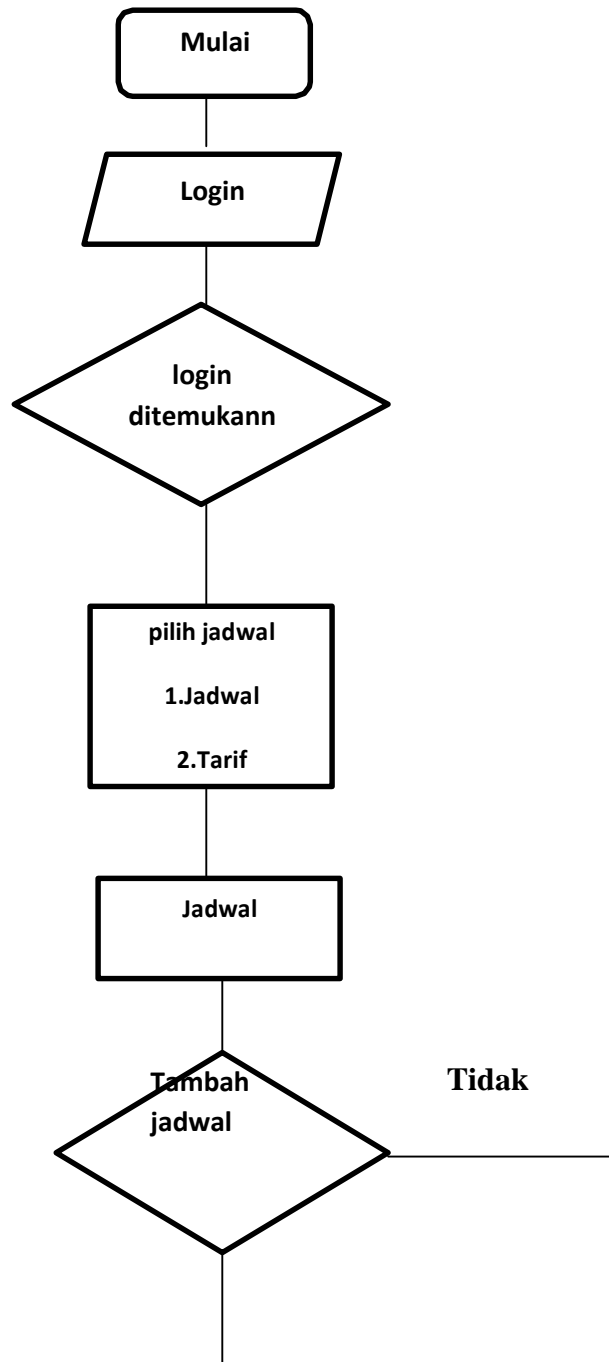 Mulai
Login
login
ditemukann
pilih jadwal
1.Jadwal
2.Tarif
Jadwal
Tambah
jadwal
Tidak